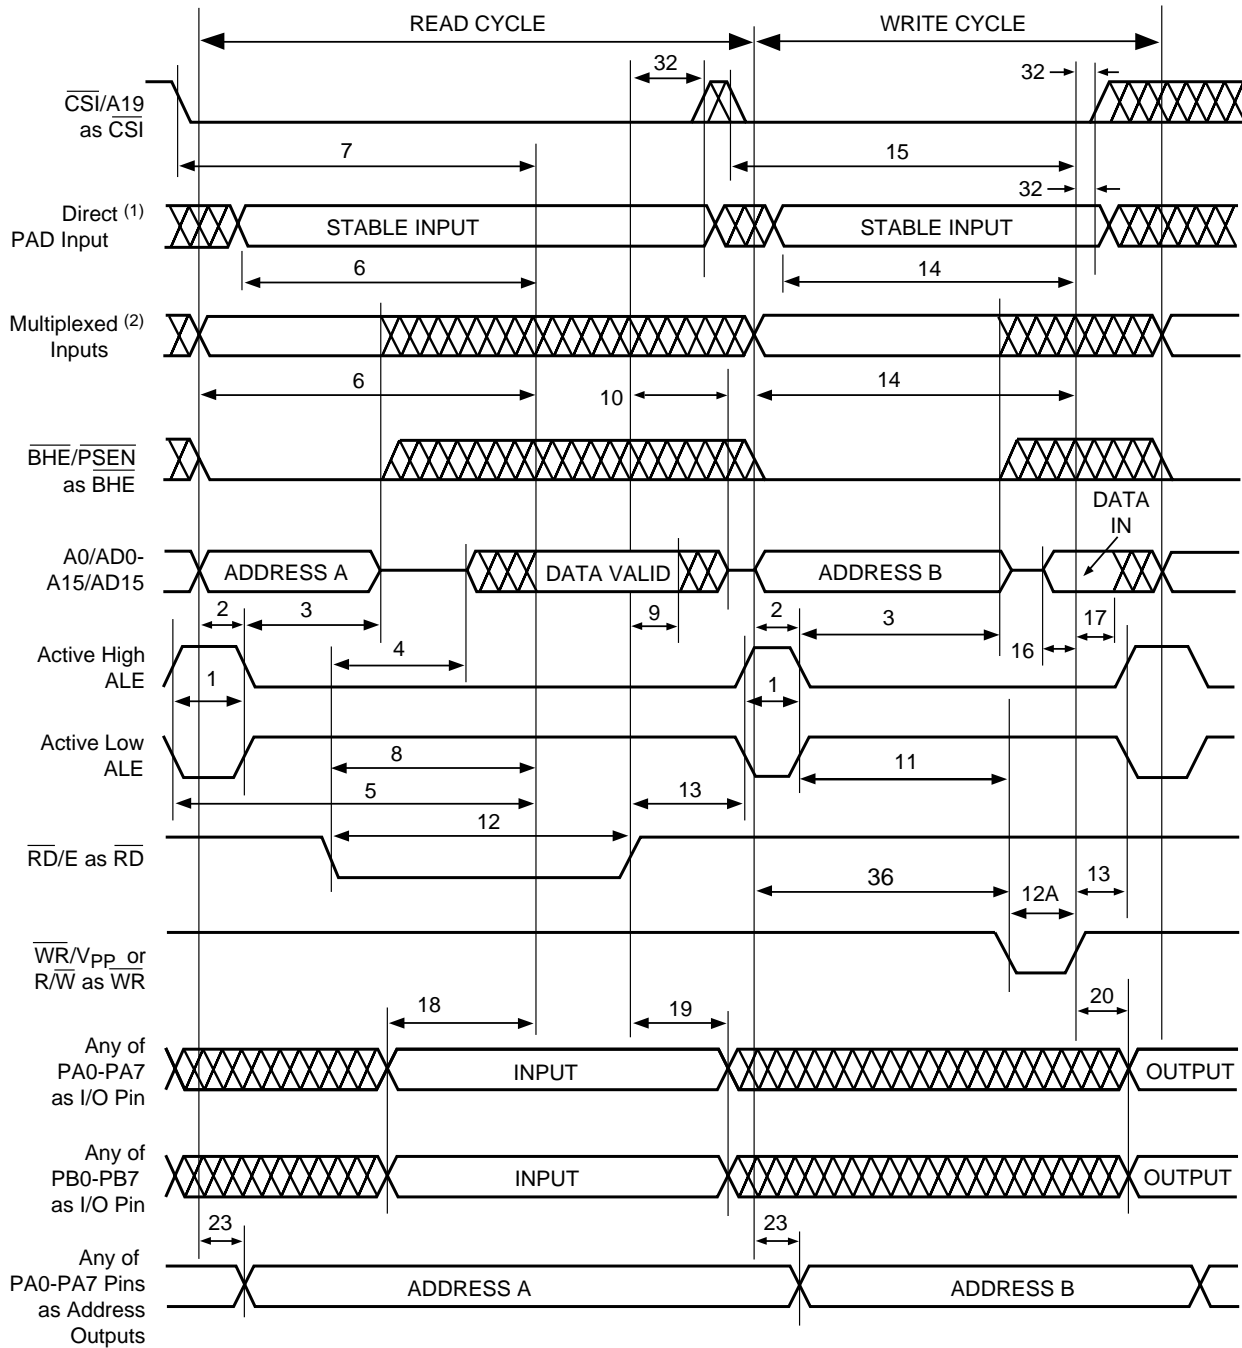 READ CYCLE
WRITE CYCLE
32
32
CSI/A19
as CSI
7
15
32
Direct (1)
PAD Input
STABLE INPUT
STABLE INPUT
6
14
Multiplexed (2)
Inputs
6
10
14
BHE/PSEN
as BHE
DATA
IN
A0/AD0-
A15/AD15
ADDRESS A
DATA VALID
ADDRESS B
2
3
9
2
3
17
4
16
Active High
ALE
1
1
Active Low
ALE
8
11
5
13
12
RD/E as RD
36
12A
13
WR/VPP or
R/W as WR
18
19
20
Any of
PA0-PA7
as I/O Pin
INPUT
OUTPUT
Any of
PB0-PB7
as I/O Pin
INPUT
OUTPUT
23
23
Any of
PA0-PA7 Pins
as Address
Outputs
ADDRESS A
ADDRESS B